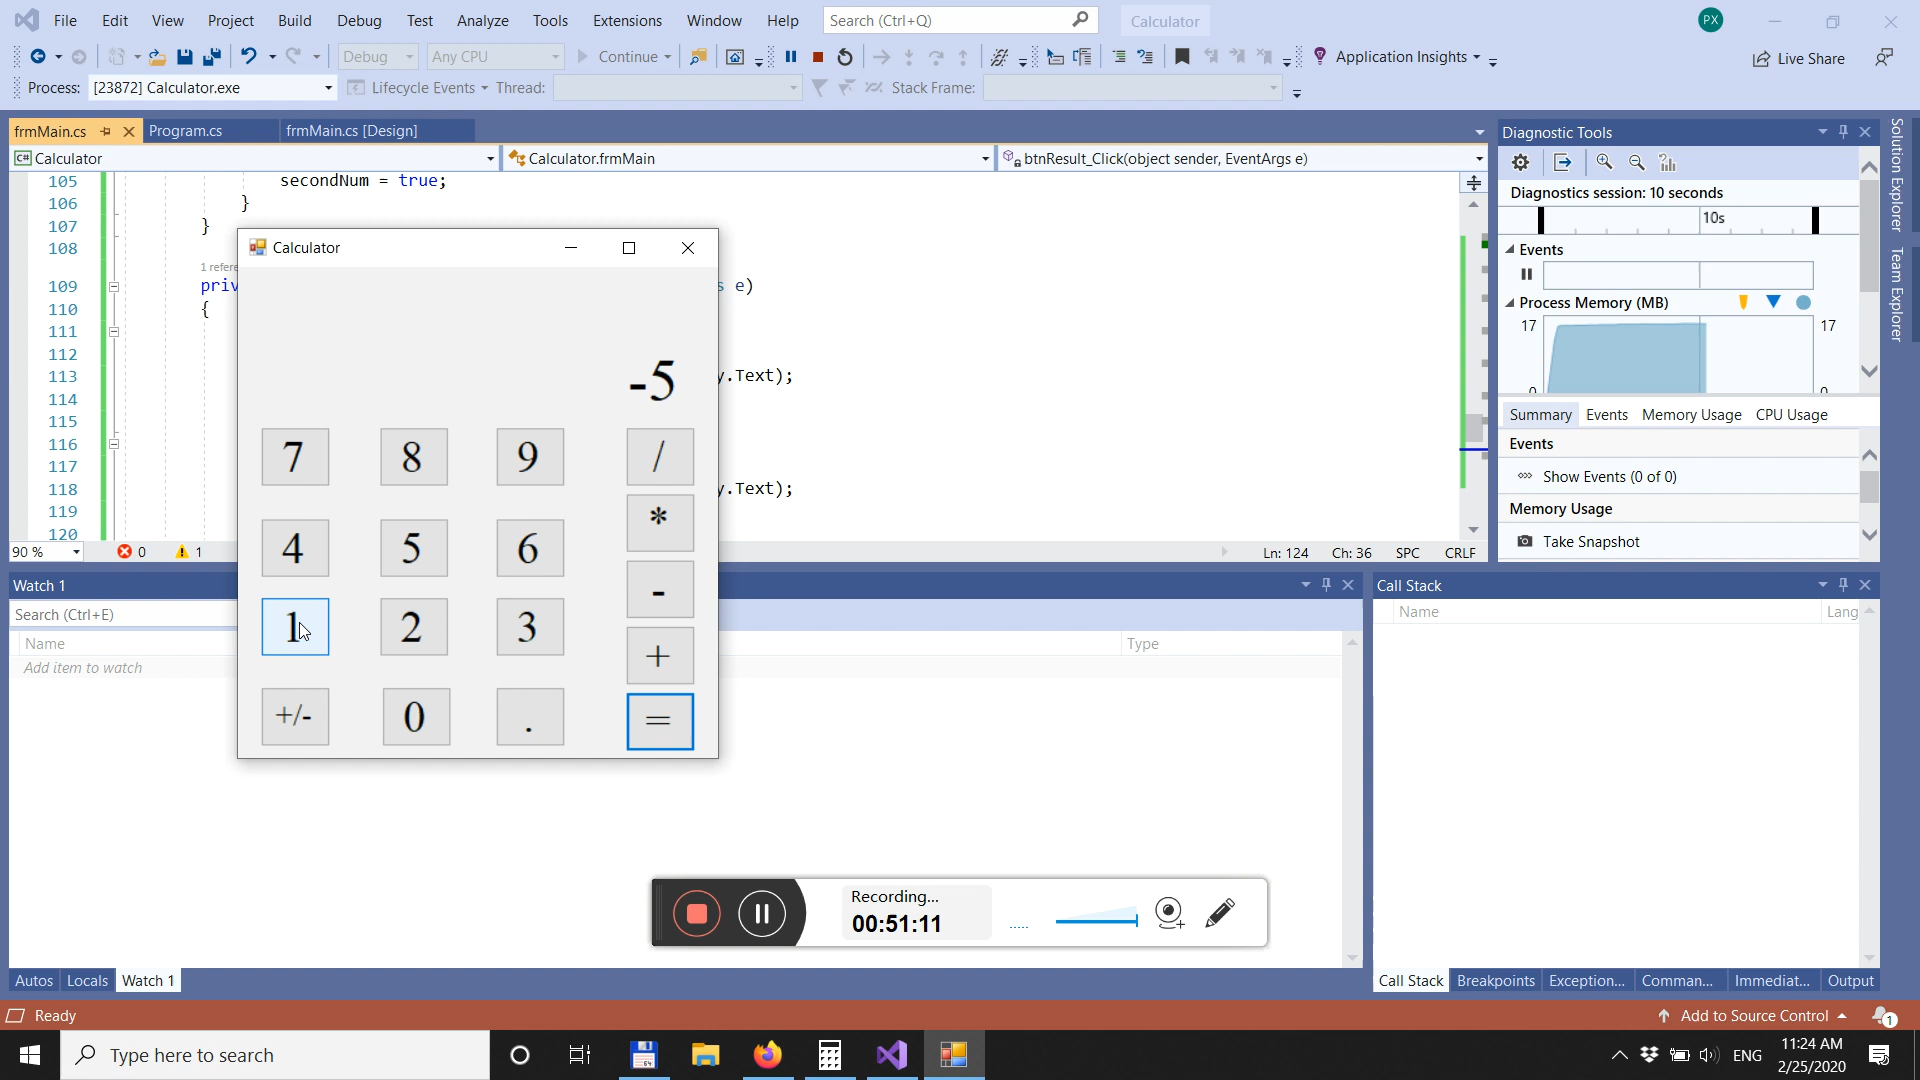 File Edit View Project Build Debug Test Analyze Tools Extensions Window Help Search (Ctrl+Q) Calculator PX
Debug Any CPU Continue Application Insights Live Share
Process: [23872] Calculator.exe Lifecycle Events Thread: Stack Frame:
frmMain.cs Program.cs frmMain.cs [Design]
C# Calculator Calculator.frmMain btnResult_Click(object sender, EventArgs e)
105 secondNum = true;
106 }
107 }
108
1 refere
109 priv s e)
110 {
111
112
113 y.Text);
114
115
116
117
118 y.Text);
119
120
90 % 0 1 Ln: 124 Ch: 36 SPC CRLF
Calculator
-5
7 8 9 /
4 5 6 *
1 2 3 -
+
+/- 0 . =
Diagnostic Tools
Diagnostics session: 10 seconds
10s
Events
Process Memory (MB)
17 17
0 0
Summary Events Memory Usage CPU Usage
Events
Show Events (0 of 0)
Memory Usage
Take Snapshot
Solution Explorer
Team Explorer
Watch 1
Search (Ctrl+E)
Name Type
Add item to watch
Call Stack
Name Lang
Recording...
00:51:11
Autos Locals Watch 1
Call Stack Breakpoints Exception... Comman... Immediat... Output
Ready Add to Source Control 1
Type here to search
64
ENG
11:24 AM
2/25/2020